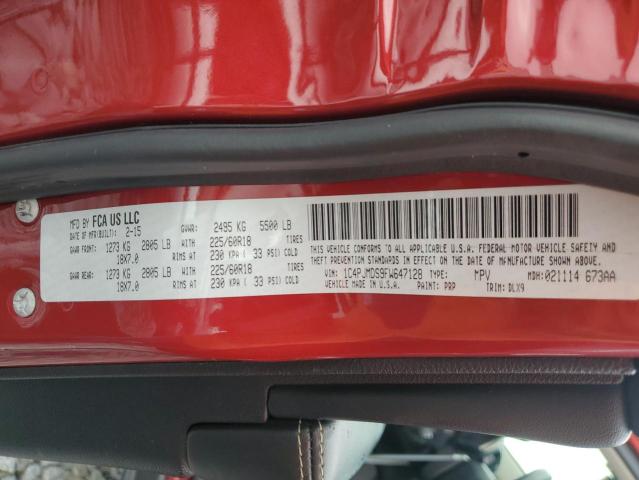 MFD BY FCA US LLC
DATE OF MFR(BUILT): 2-15 GVWR: 2495 KG 5500 LB
GAWR FRONT: 1273 KG 2805 LB WITH 225/60R18 TIRES
18X7.0 RIMS AT 230 KPA ( 33 PSI) COLD
GAWR REAR: 1273 KG 2805 LB WITH 225/60R18 TIRES
18X7.0 RIMS AT 230 KPA ( 33 PSI) COLD
THIS VEHICLE CONFORMS TO ALL APPLICABLE U.S.A. FEDERAL MOTOR VEHICLE SAFETY,
THEFT PREVENTION STANDARDS IN EFFECT ON THE DATE OF MANUFACTURE SHOWN ABOVE.
VIN: 1C4PJMDS9FW647128 TYPE: MPV MDH: 021114 673AA
VEHICLE MADE IN U.S.A. PAINT: PRP TRIM: DLX9